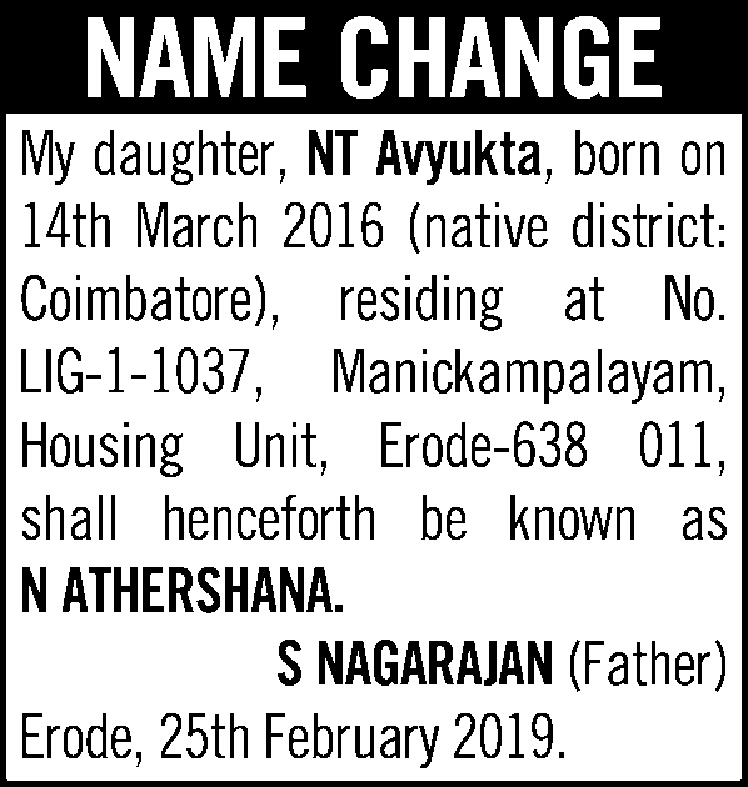 NAME CHANGE
My daughter, NT Avyukta, born on
14th March 2016 (native district:
Coimbatore), residing at No.
LIG-1-1037, Manickampalayam,
Housing Unit, Erode-638 011,
shall henceforth be known as
N ATHERSHANA.
S NAGARAJAN (Father)
Erode, 25th February 2019.